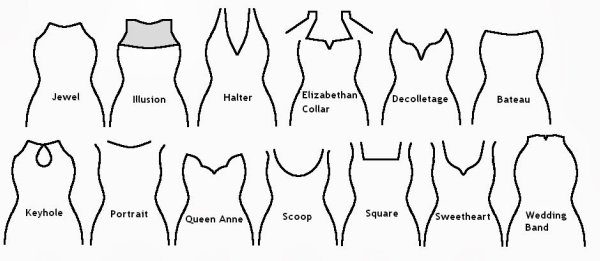 Jewel
Illusion
Halter
Elizabethan
Collar
Decolletage
Bateau
Keyhole
Portrait
Queen Anne
Scoop
Square
Sweetheart
Wedding
Band